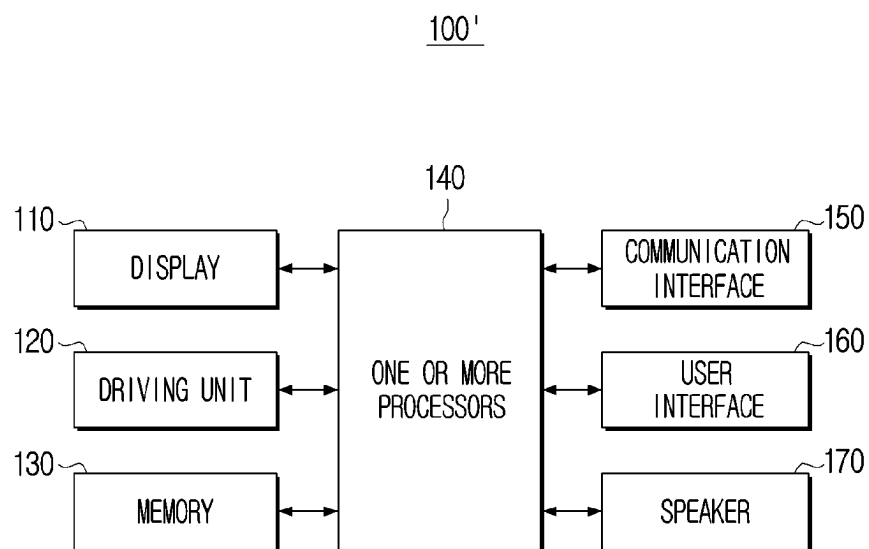 100'
140
110
DISPLAY
150
COMMUNICATION
INTERFACE
120
DRIVING UNIT
ONE OR MORE
PROCESSORS
160
USER
INTERFACE
130
MEMORY
170
SPEAKER